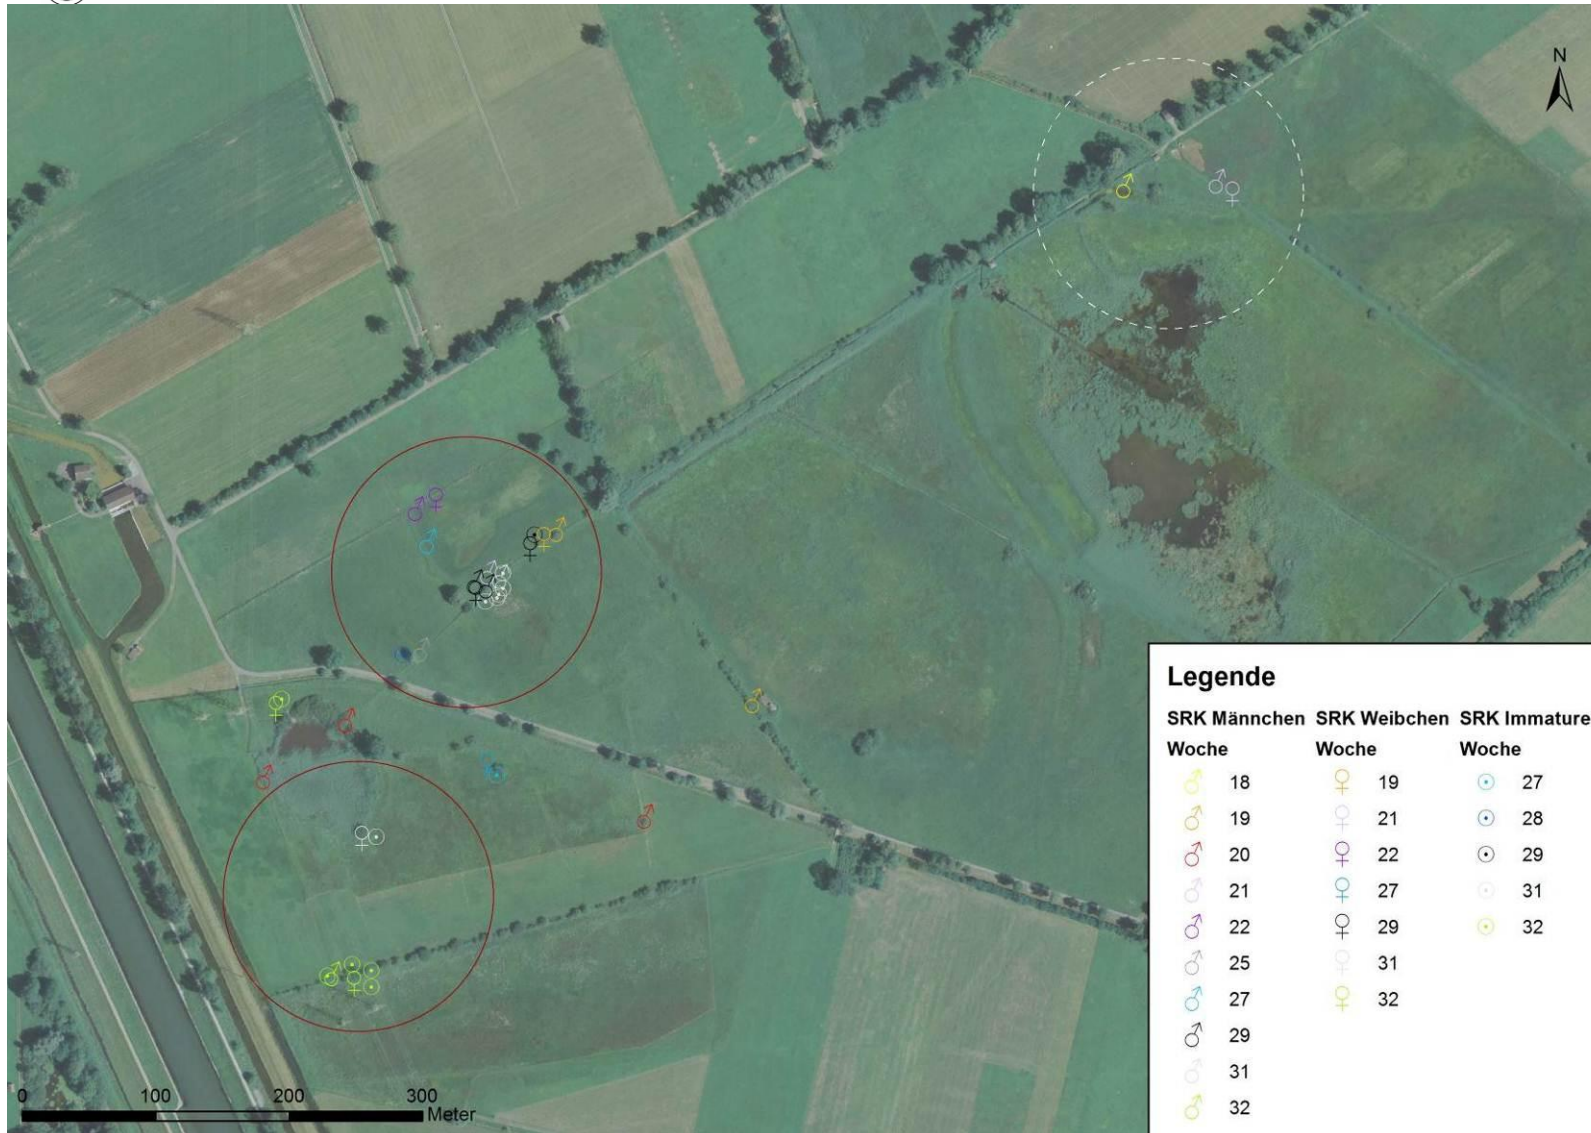 N
Legende
SRK Männchen SRK Weibchen SRK Immature
Woche Woche Woche
18 19 27
19 21 28
20 22 29
21 27 31
22 29 32
25 31
27 32
29
31
32
0 100 200 300
Meter